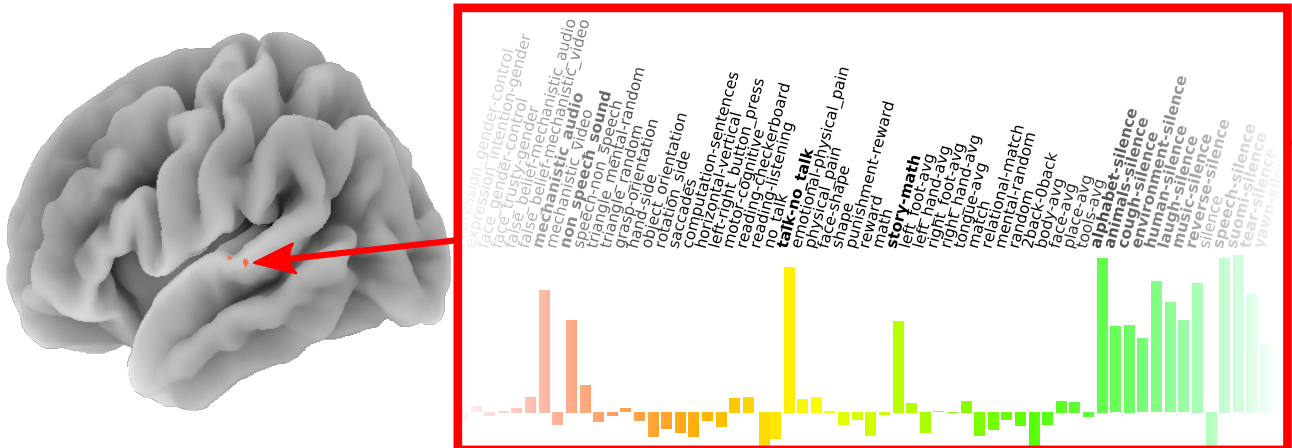 expression_gender-control
expression_intention-gender
face_gender-control
face_trusty-gender
false_belief-mechanistic_audio
false_belief-mechanistic_video
mechanistic_audio
mechanistic_video
non_speech_sound
speech-non_speech
triangle_mental-random
triangle_random
grasp-orientation
hand-side
object_orientation
rotation_side
saccades
computation-sentences
horizontal-vertical
left-right_button_press
motor-cognitive
reading-checkerboard
reading-listening
no_talk
talk-no_talk
emotional-physical_pain
physical_pain
face-shape
shape
punishment-reward
reward
math
story-math
left_foot-avg
left_hand-avg
right_foot-avg
right_hand-avg
tongue-avg
match
relational-match
mental-random
random
2back-0back
body-avg
face-avg
place-avg
tools-avg
alphabet-silence
animals-silence
cough-silence
environment-silence
human-silence
laugh-silence
music-silence
reverse-silence
silence
speech-silence
suomi-silence
tear-silence